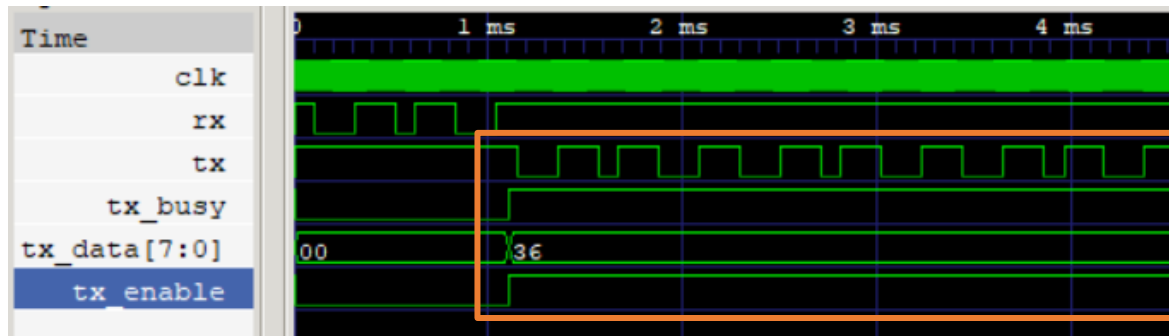 Time
0 1 ms 2 ms 3 ms 4 ms
clk
rx
tx
tx_busy
tx_data[7:0] 00 36
tx_enable